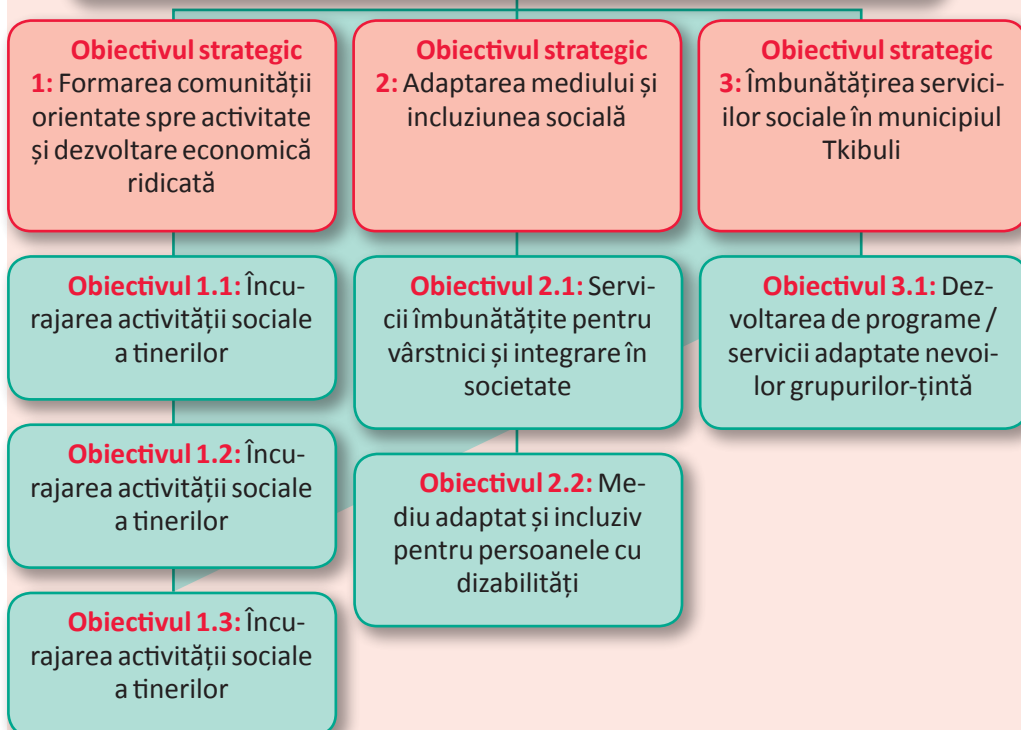 Obiectivul strategic
1: Formarea comunității
orientate spre activitate
și dezvoltare economică
ridicată
Obiectivul strategic
2: Adaptarea mediului și
incluziunea socială
Obiectivul strategic
3: Îmbunătățirea servici-
ilor sociale în municipiul
Tkibuli
Obiectivul 1.1: Încu-
rajarea activității sociale
a tinerilor
Obiectivul 2.1: Servi-
cii îmbunătățite pentru
vârstnici și integrare în
societate
Obiectivul 3.1: Dez-
voltarea de programe /
servicii adaptate nevoi-
lor grupurilor-țintă
Obiectivul 1.2: Încu-
rajarea activității sociale
a tinerilor
Obiectivul 2.2: Me-
diu adaptat și incluziv
pentru persoanele cu
dizabilități
Obiectivul 1.3: Încu-
rajarea activității sociale
a tinerilor